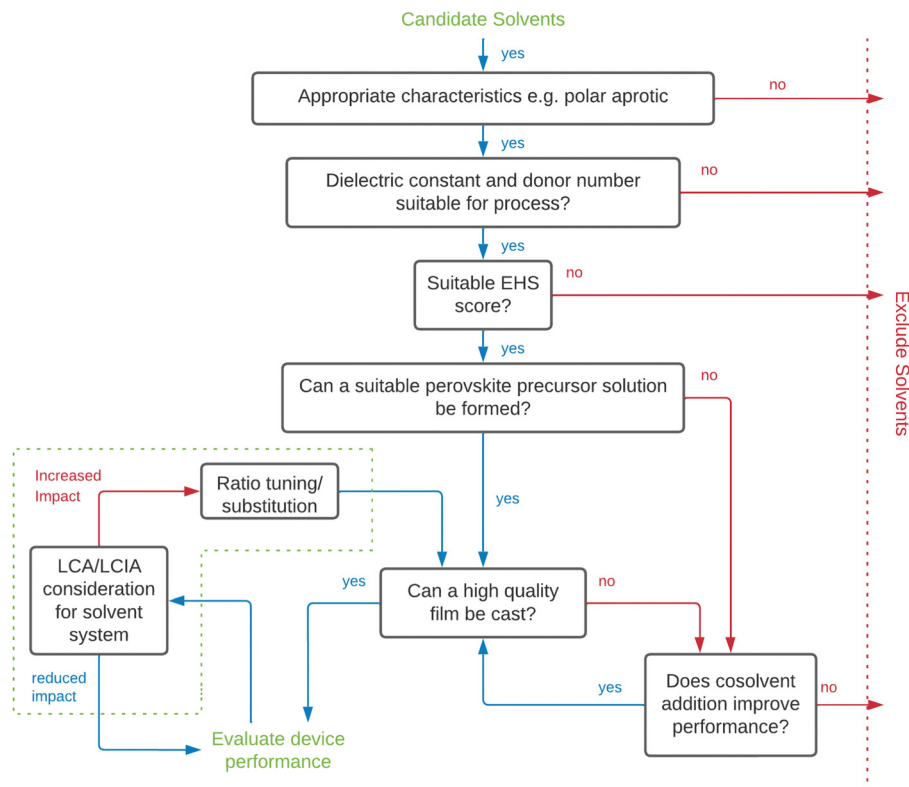 Candidate Solvents
yes
Appropriate characteristics e.g. polar aprotic
no
yes
Dielectric constant and donor number
suitable for process?
no
yes
Suitable EHS
score?
no
Exclude Solvents
yes
Can a suitable perovskite precursor solution
be formed?
no
Increased
Impact
Ratio tuning/
substitution
yes
LCA/LCIA
consideration
for solvent
system
yes
Can a high quality
film be cast?
no
reduced
impact
yes
Does cosolvent
addition improve
performance?
no
Evaluate device
performance